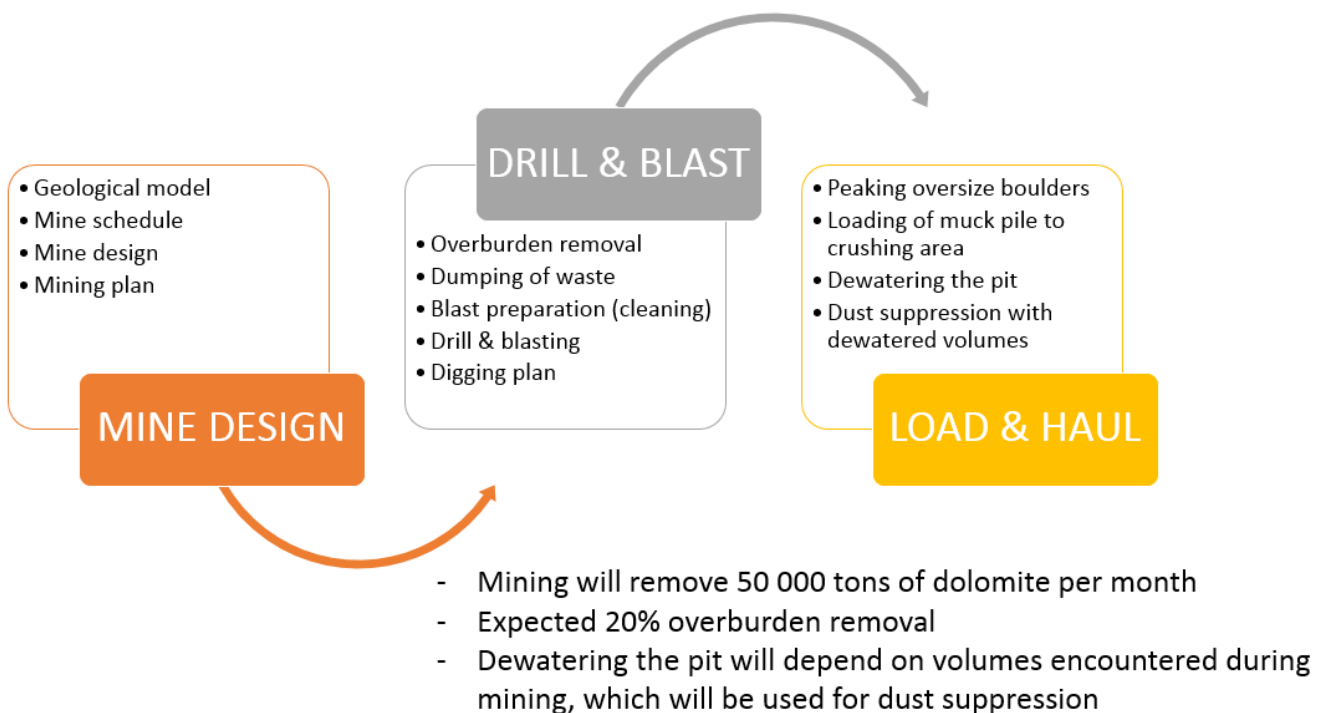 • Geological model
• Mine schedule
• Mine design
• Mining plan
MINE DESIGN
DRILL & BLAST
• Overburden removal
• Dumping of waste
• Blast preparation (cleaning)
• Drill & blasting
• Digging plan
• Peaking oversize boulders
• Loading of muck pile to
crushing area
• Dewatering the pit
• Dust suppression with
dewatered volumes
LOAD & HAUL
- Mining will remove 50 000 tons of dolomite per month
- Expected 20% overburden removal
- Dewatering the pit will depend on volumes encountered during
mining, which will be used for dust suppression